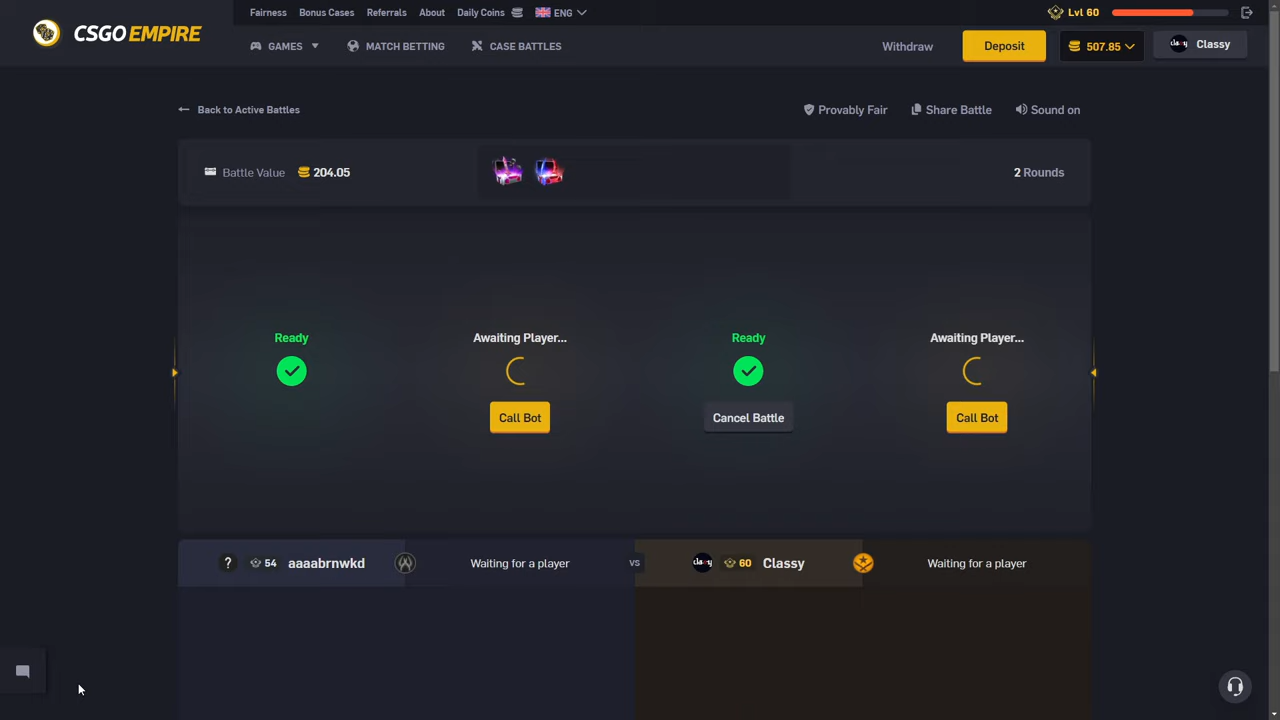 Fairness Bonus Cases Referrals About Daily Coins ENG Lvl 60
CSGOEMPIRE GAMES MATCH BETTING CASE BATTLES Withdraw Deposit 507.85 classy Classy
Back to Active Battles Provably Fair Share Battle Sound on
Battle Value 204.05 2 Rounds
Ready Awaiting Player... Ready Awaiting Player...
Call Bot Cancel Battle Call Bot
? 54 aaaabrnwkd Waiting for a player VS classy 60 Classy Waiting for a player